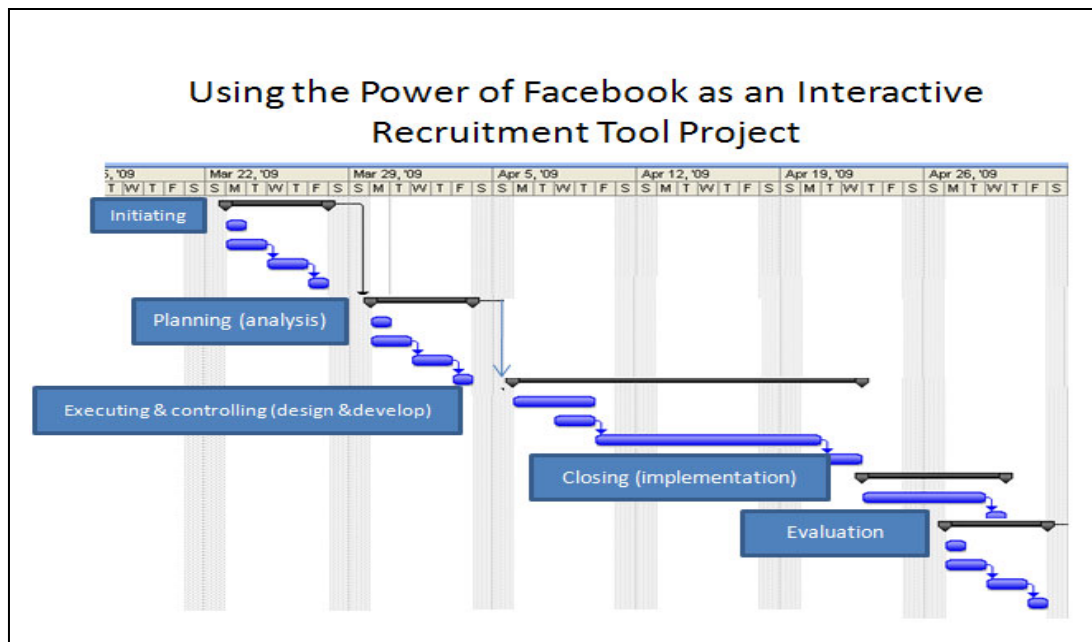 Using the Power of Facebook as an Interactive
Recruitment Tool Project
5, '09 Mar 22, '09 Mar 29, '09 Apr 5, '09 Apr 12, '09 Apr 19, '09 Apr 26, '09
T W T F S S M T W T F S S M T W T F S S M T W T F S S M T W T F S S M T W T F S S M T W T F S
Initiating
Planning (analysis)
Executing & controlling (design &develop)
Closing (implementation)
Evaluation